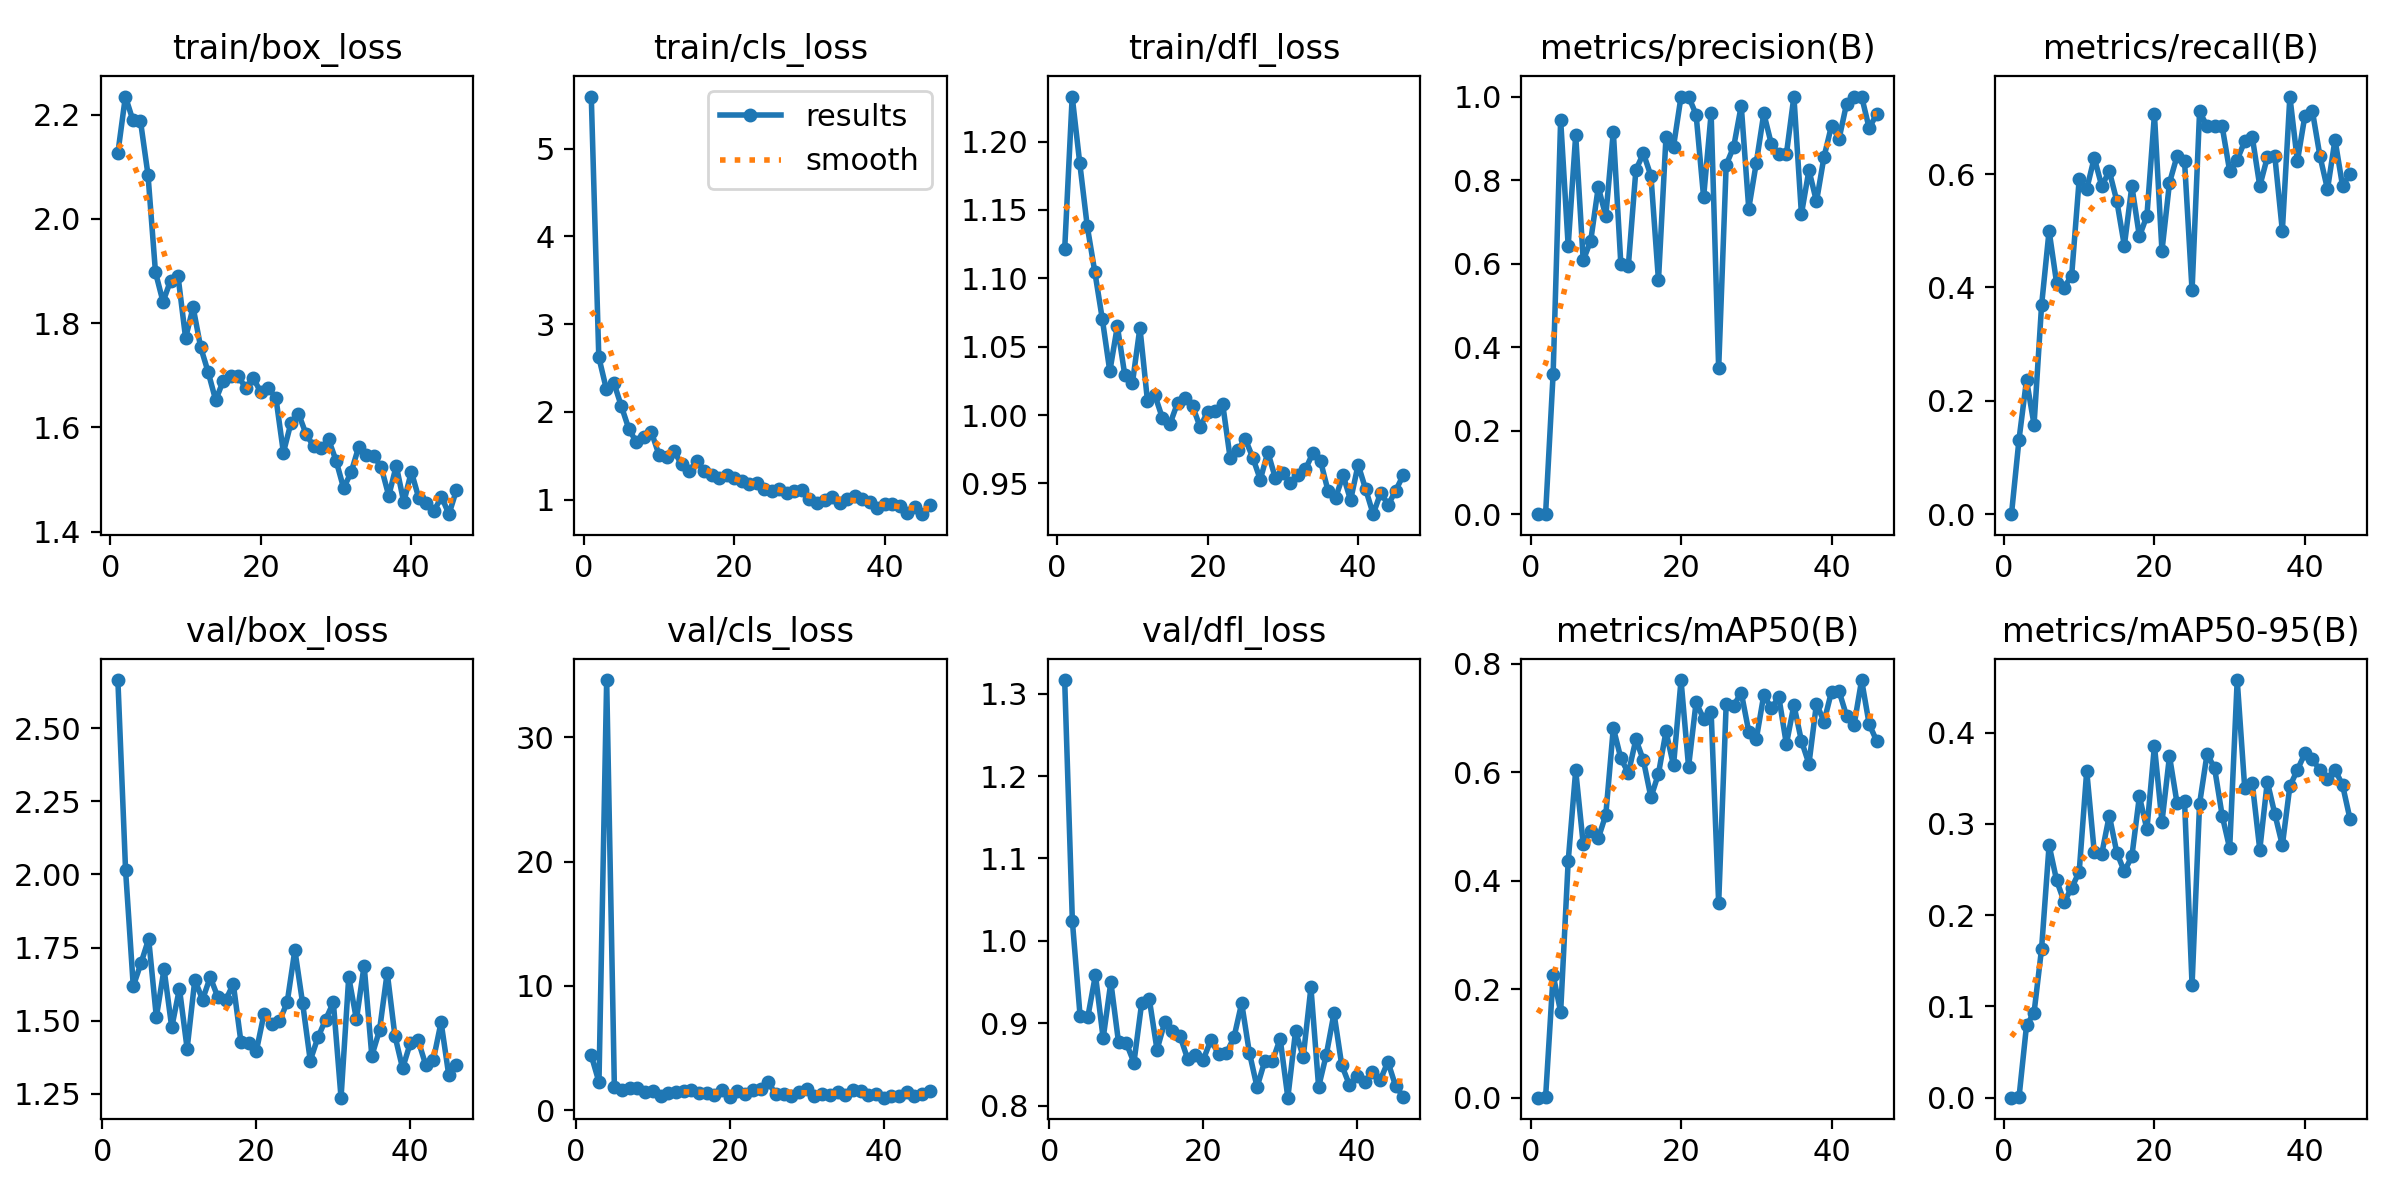 train/box_loss
2.2
2.0
1.8
1.6
1.4
0 20 40
train/cls_loss
results
smooth
5
4
3
2
1
0 20 40
train/dfl_loss
1.20
1.15
1.10
1.05
1.00
0.95
0 20 40
metrics/precision(B)
1.0
0.8
0.6
0.4
0.2
0.0
0 20 40
metrics/recall(B)
0.6
0.4
0.2
0.0
0 20 40
val/box_loss
2.50
2.25
2.00
1.75
1.50
1.25
0 20 40
val/cls_loss
30
20
10
0
0 20 40
val/dfl_loss
1.3
1.2
1.1
1.0
0.9
0.8
0 20 40
metrics/mAP50(B)
0.8
0.6
0.4
0.2
0.0
0 20 40
metrics/mAP50-95(B)
0.4
0.3
0.2
0.1
0.0
0 20 40